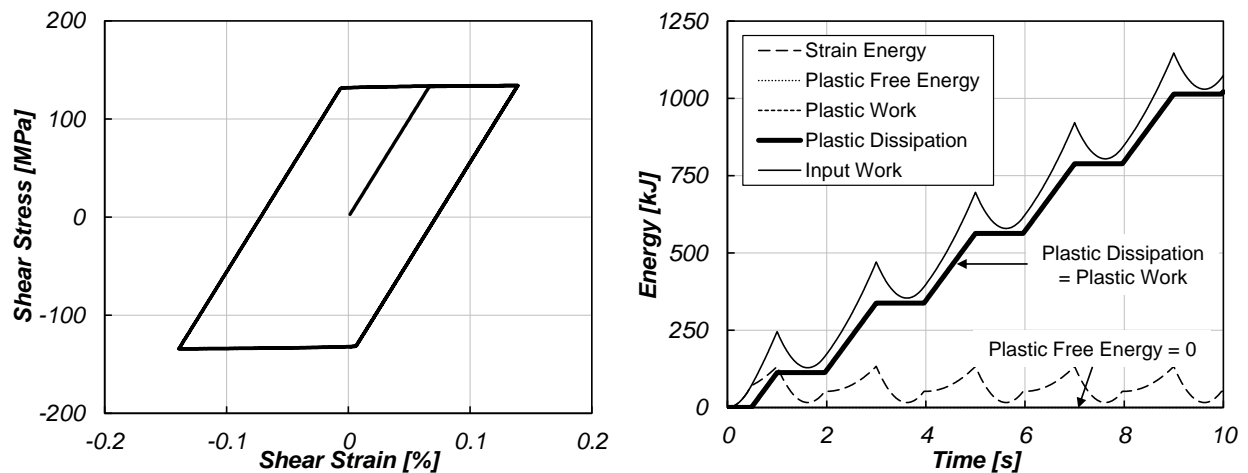 200
100
0
-100
-200
-0.2
-0.1
0
0.1
0.2
Shear Stress [MPa]
Shear Strain [%]
1250
1000
750
500
250
0
0
2
4
6
8
10
Energy [kJ]
Time [s]
Strain Energy
Plastic Free Energy
Plastic Work
Plastic Dissipation
Input Work
Plastic Dissipation
= Plastic Work
Plastic Free Energy = 0